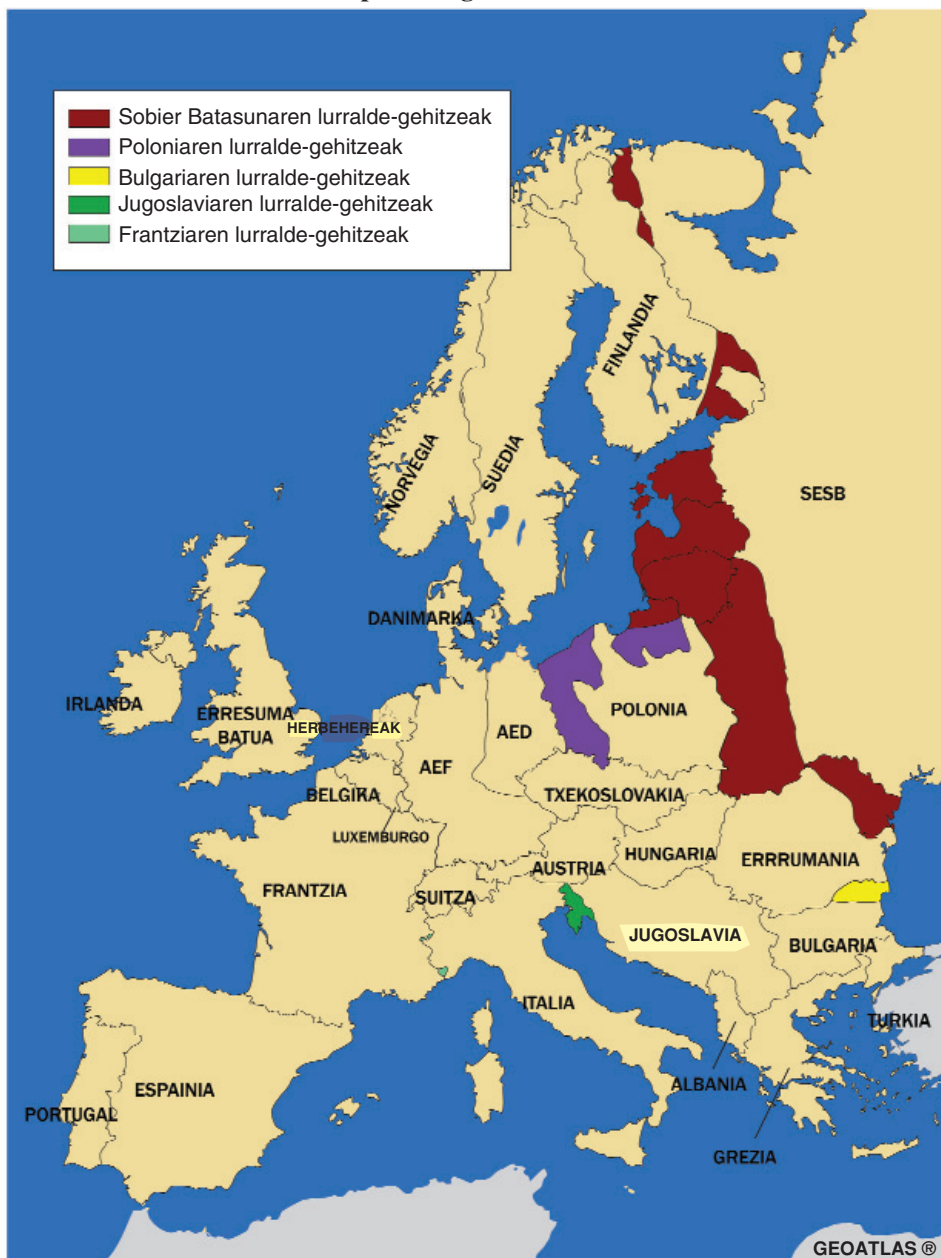 Sobier Batasunaren lurralde-gehitzeak
Poloniaren lurralde-gehitzeak
Bulgariaren lurralde-gehitzeak
Jugoslaviaren lurralde-gehitzeak
Frantziaren lurralde-gehitzeak
FINLANDIA
NORVEGIA
SUEDIA
SESB
DANIMARKA
IRLANDA
ERRESUMA
BATUA
HERBEHEREAK
POLONIA
AED
AEF
BELGIKA
TXEKOSLOVAKIA
LUXEMBURGO
HUNGARIA
ERRRUMANIA
AUSTRIA
FRANTZIA
SUITZA
JUGOSLAVIA
BULGARIA
ITALIA
TURKIA
ALBANIA
ESPAINIA
PORTUGAL
GREZIA
GEOATLAS ®